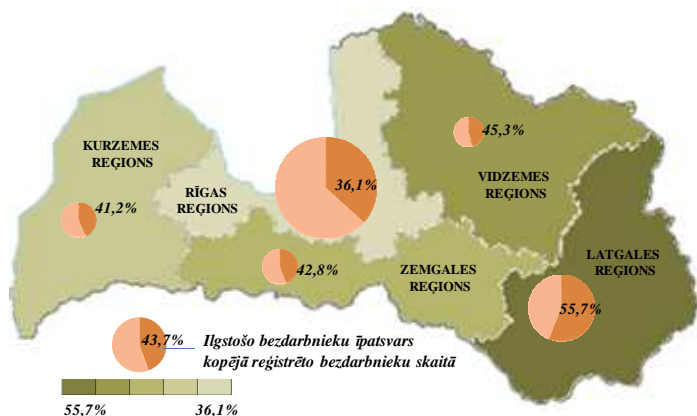 45,3%
KURZEMES
REĢIONS
VIDZEMES
REĢIONS
RĪGAS
REĢIONS
36,1%
41,2%
42,8%
ZEMGALES
REĢIONS
LATGALES
REĢIONS
55,7%
43,7%
Ilgstošo bezdarbnieku īpatsvars
kopējā reģistrēto bezdarbnieku skaitā
55,7%
36,1%